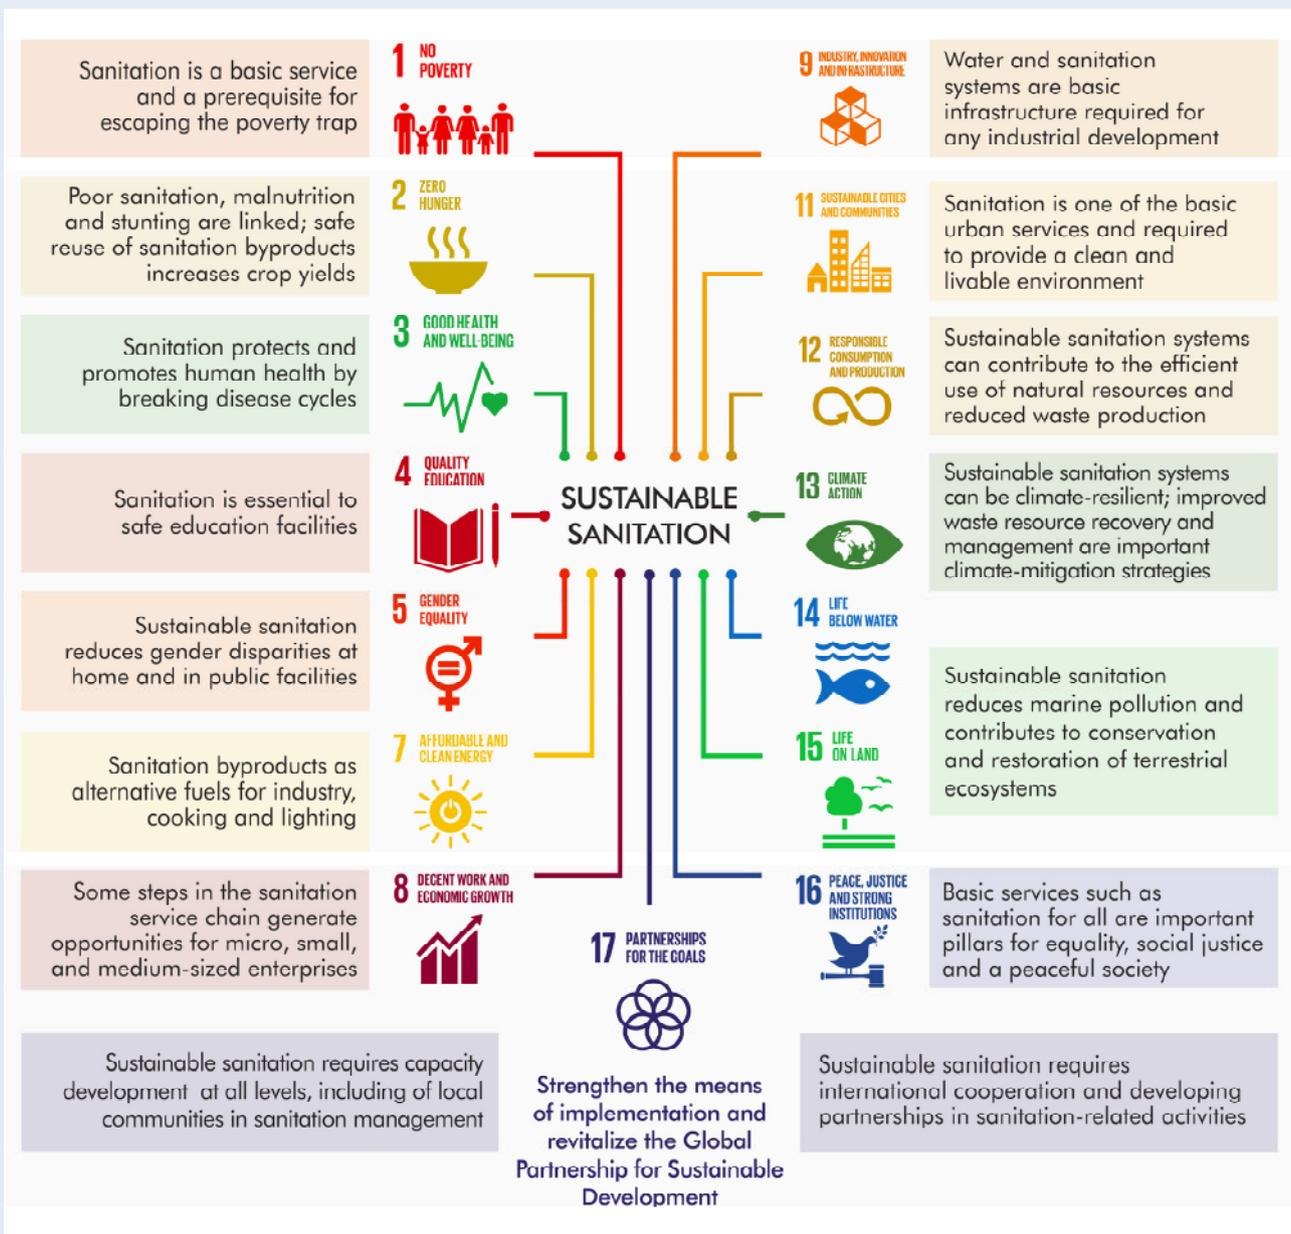 Sanitation is a basic service
and a prerequisite for
escaping the poverty trap
1 NO
POVERTY
Poor sanitation, malnutrition
and stunting are linked; safe
reuse of sanitation byproducts
increases crop yields
2 ZERO
HUNGER
Sanitation protects and
promotes human health by
breaking disease cycles
3 GOOD HEALTH
AND WELL-BEING
Sanitation is essential to
safe education facilities
4 QUALITY
EDUCATION
Sustainable sanitation
reduces gender disparities at
home and in public facilities
5 GENDER
EQUALITY
Sanitation byproducts as
alternative fuels for industry,
cooking and lighting
7 AFFORDABLE AND
CLEAN ENERGY
Some steps in the sanitation
service chain generate
opportunities for micro, small,
and medium-sized enterprises
8 DECENT WORK AND
ECONOMIC GROWTH
SUSTAINABLE
SANITATION
9 INDUSTRY, INNOVATION
AND INFRASTRUCTURE
Water and sanitation
systems are basic
infrastructure required for
any industrial development
11 SUSTAINABLE CITIES
AND COMMUNITIES
Sanitation is one of the basic
urban services and required
to provide a clean and
livable environment
12 RESPONSIBLE
CONSUMPTION
AND PRODUCTION
Sustainable sanitation systems
can contribute to the efficient
use of natural resources and
reduced waste production
13 CLIMATE
ACTION
Sustainable sanitation systems
can be climate-resilient; improved
waste resource recovery and
management are important
climate-mitigation strategies
14 LIFE
BELOW WATER
15 LIFE
ON LAND
Sustainable sanitation
reduces marine pollution and
contributes to conservation
and restoration of terrestrial
ecosystems
16 PEACE, JUSTICE
AND STRONG
INSTITUTIONS
Basic services such as
sanitation for all are important
pillars for equality, social justice
and a peaceful society
17 PARTNERSHIPS
FOR THE GOALS
Sustainable sanitation requires capacity
development at all levels, including of local
communities in sanitation management
Strengthen the means
of implementation and
revitalize the Global
Partnership for Sustainable
Development
Sustainable sanitation requires
international cooperation and developing
partnerships in sanitation-related activities